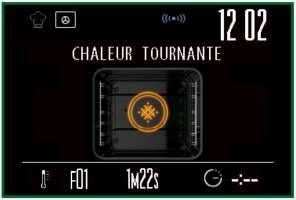 12 02
CHALEUR TOURNANTE
F01 1M22s -:--